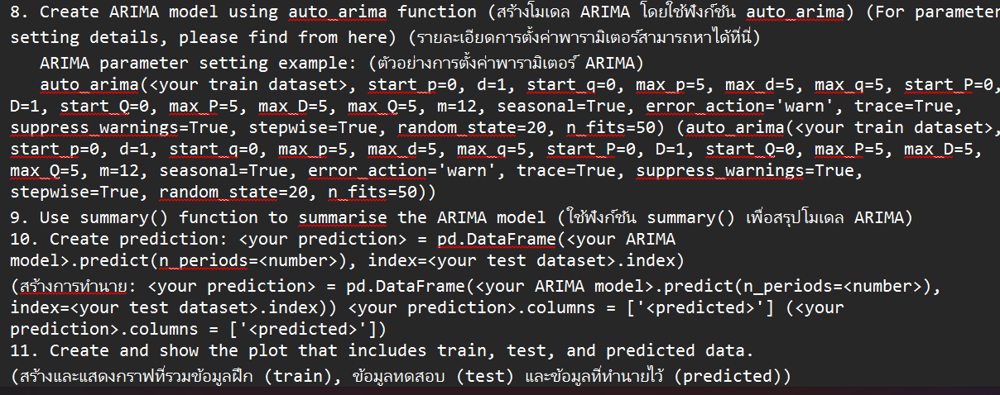 8. Create ARIMA model using auto_arima function (สร้างโมเดล ARIMA โดยใช้ฟังก์ชัน auto_arima) (For parameter
setting details, please find from here) (รายละเอียดการตั้งค่าพารามิเตอร์สามารถหาได้ที่นี่)
ARIMA parameter setting example: (ตัวอย่างการตั้งค่าพารามิเตอร์ ARIMA)
auto_arima(<your train dataset>, start_p=0, d=1, start_q=0, max_p=5, max_d=5, max_q=5, start_P=0,
D=1, start_Q=0, max_P=5, max_D=5, max_Q=5, m=12, seasonal=True, error_action='warn', trace=True,
suppress_warnings=True, stepwise=True, random_state=20, n_fits=50) (auto_arima(<your train dataset>,
start_p=0, d=1, start_q=0, max_p=5, max_d=5, max_q=5, start_P=0, D=1, start_Q=0, max_P=5, max_D=5,
max_Q=5, m=12, seasonal=True, error_action='warn', trace=True, suppress_warnings=True,
stepwise=True, random_state=20, n_fits=50))
9. Use summary() function to summarise the ARIMA model (ใช้ฟังก์ชัน summary() เพื่อสรุปโมเดล ARIMA)
10. Create prediction: <your prediction> = pd.DataFrame(<your ARIMA
model>.predict(n_periods=<number>), index=<your test dataset>.index)
(สร้างการทำนาย: <your prediction> = pd.DataFrame(<your ARIMA model>.predict(n_periods=<number>),
index=<your test dataset>.index)) <your prediction>.columns = ['<predicted>'] (<your
prediction>.columns = ['<predicted>'])
11. Create and show the plot that includes train, test, and predicted data.
(สร้างและแสดงกราฟที่รวมข้อมูลฝึก (train), ข้อมูลทดสอบ (test) และข้อมูลที่ทำนายไว้ (predicted))